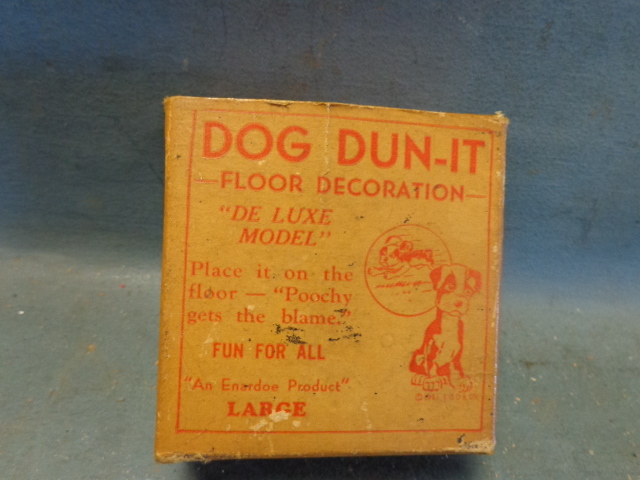 DOG DUN-IT
—FLOOR DECORATION—
"DE LUXE
MODEL"
Place it on the
floor — "Poochy
gets the blame."
FUN FOR ALL
"An Enardoe Product"
LARGE